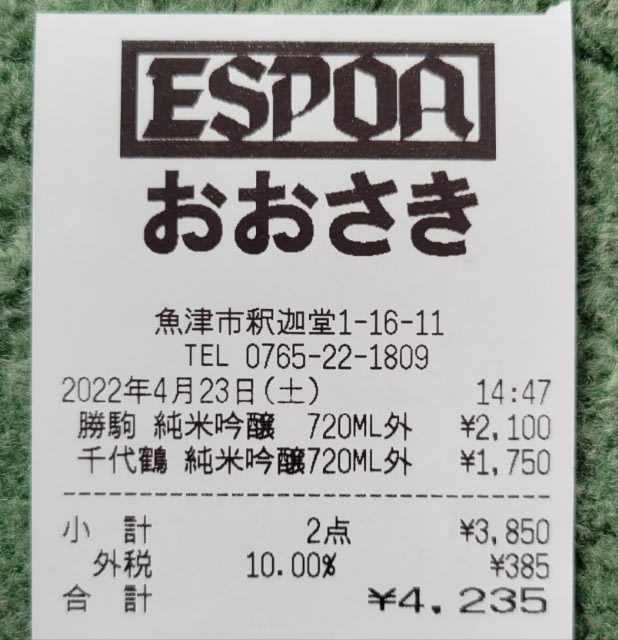 ESPOA
おおさき
魚津市釈迦堂1-16-11
TEL 0765-22-1809
2022年4月23日(土) 14:47
勝駒 純米吟醸 720ML外 ¥2,100
千代鶴 純米吟醸720ML外 ¥1,750
小 計 2点 ¥3,850
外税 10.00% ¥385
合 計 ¥4,235